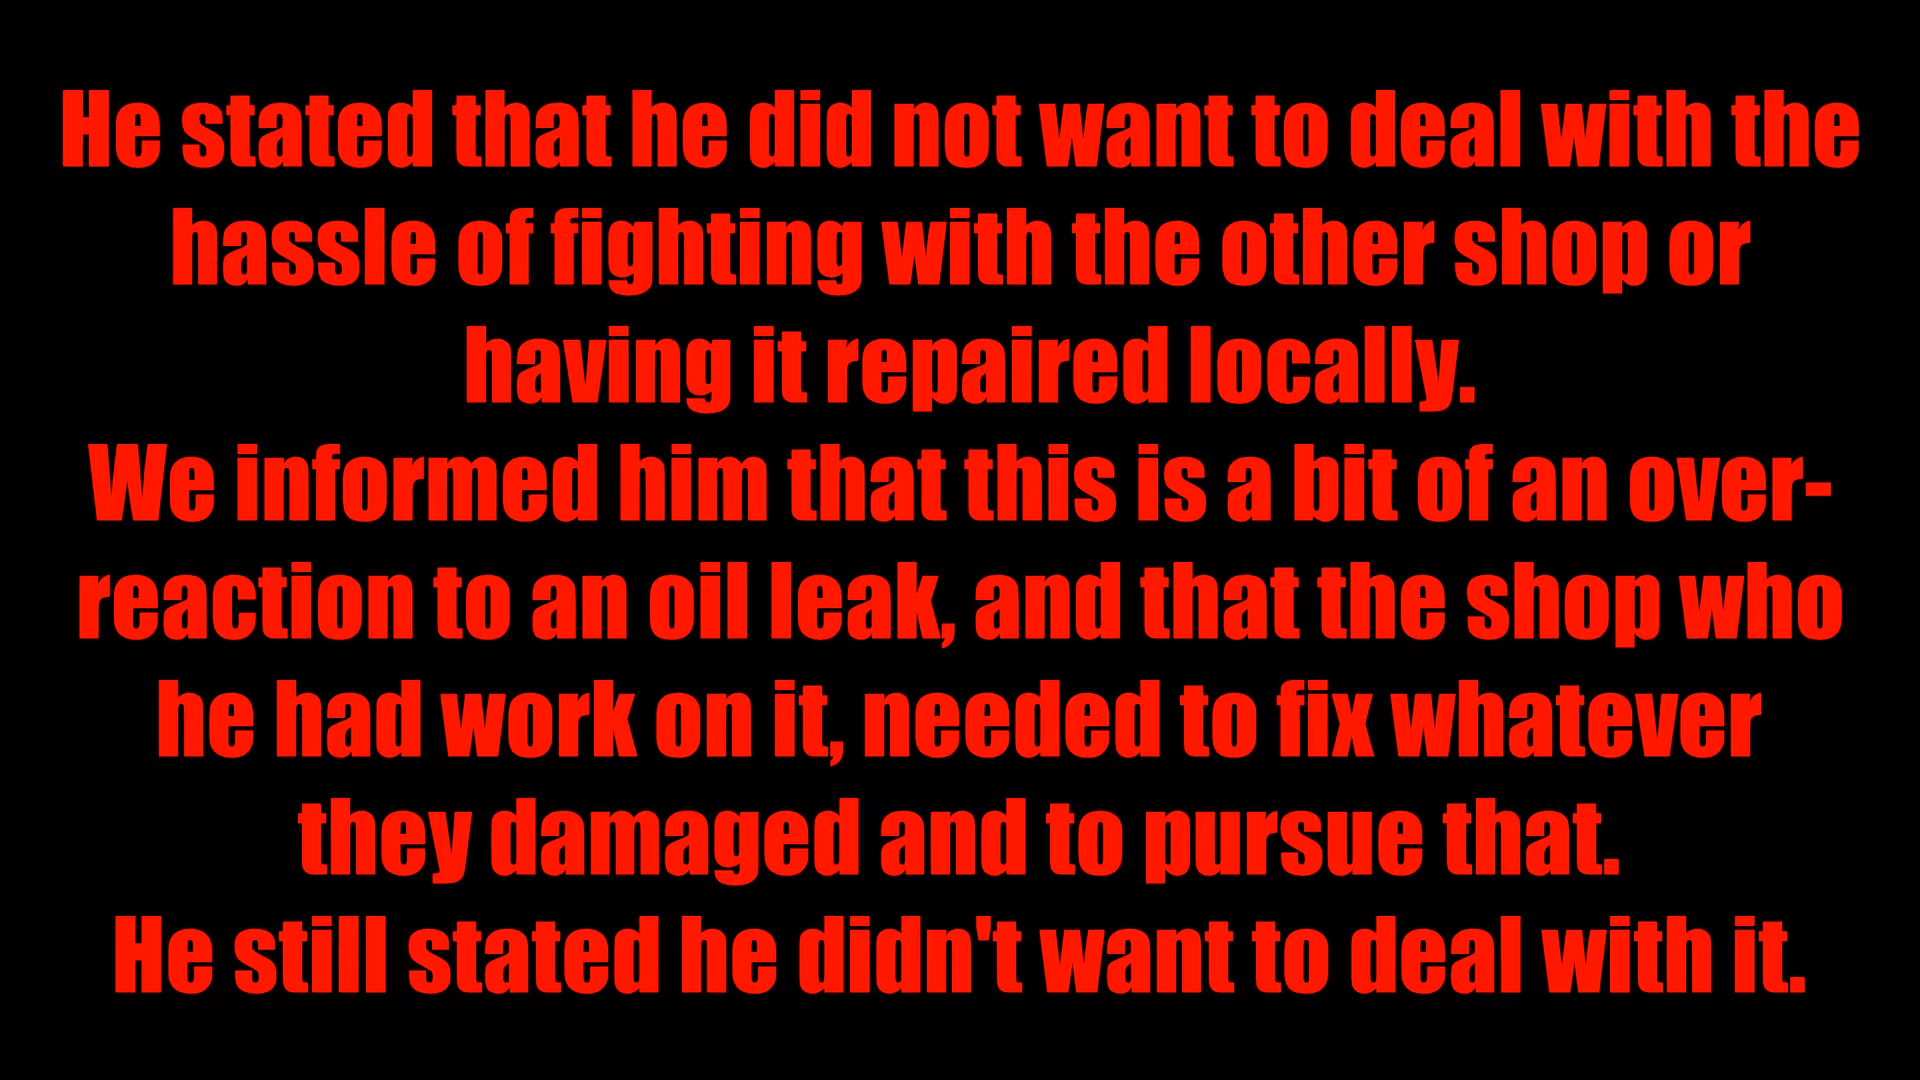 He stated that he did not want to deal with the
hassle of fighting with the other shop or
having it repaired locally.
We informed him that this is a bit of an over-
reaction to an oil leak, and that the shop who
he had work on it, needed to fix whatever
they damaged and to pursue that.
He still stated he didn't want to deal with it.